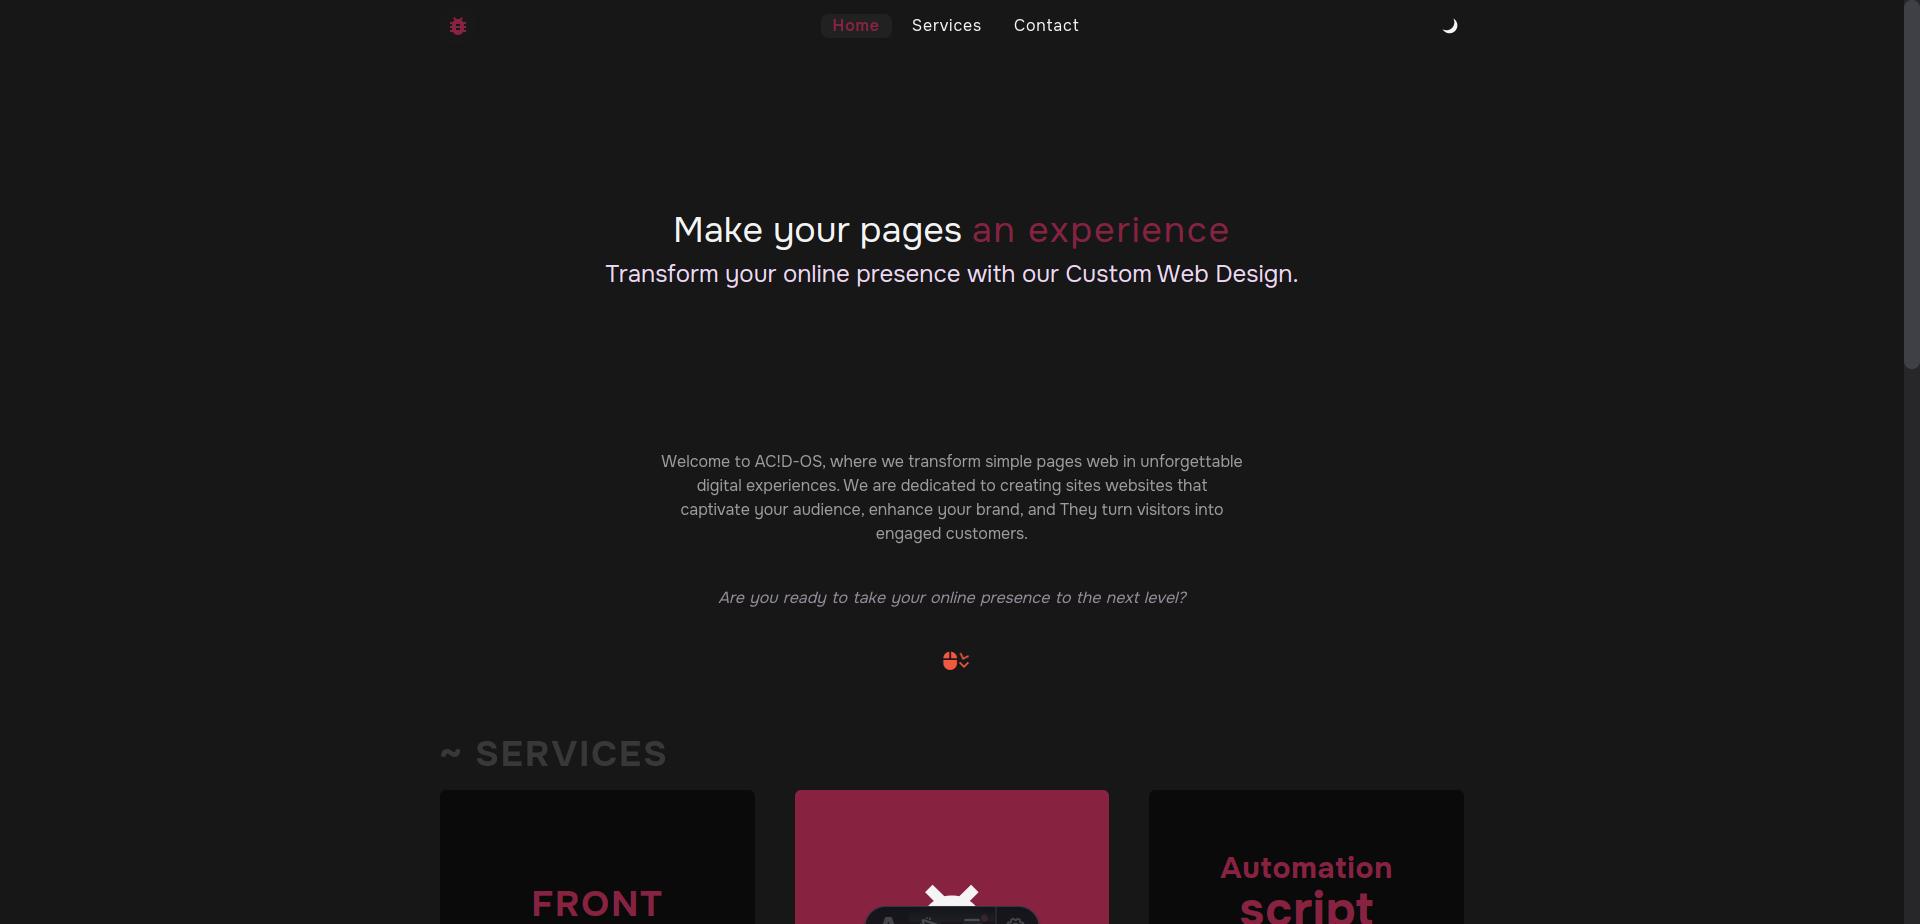 Home Services Contact
Make your pages an experience
Transform your online presence with our Custom Web Design.
Welcome to AC!D-OS, where we transform simple pages web in unforgettable
digital experiences. We are dedicated to creating sites websites that
captivate your audience, enhance your brand, and They turn visitors into
engaged customers.
Are you ready to take your online presence to the next level?
~ SERVICES
FRONT
Automation
script